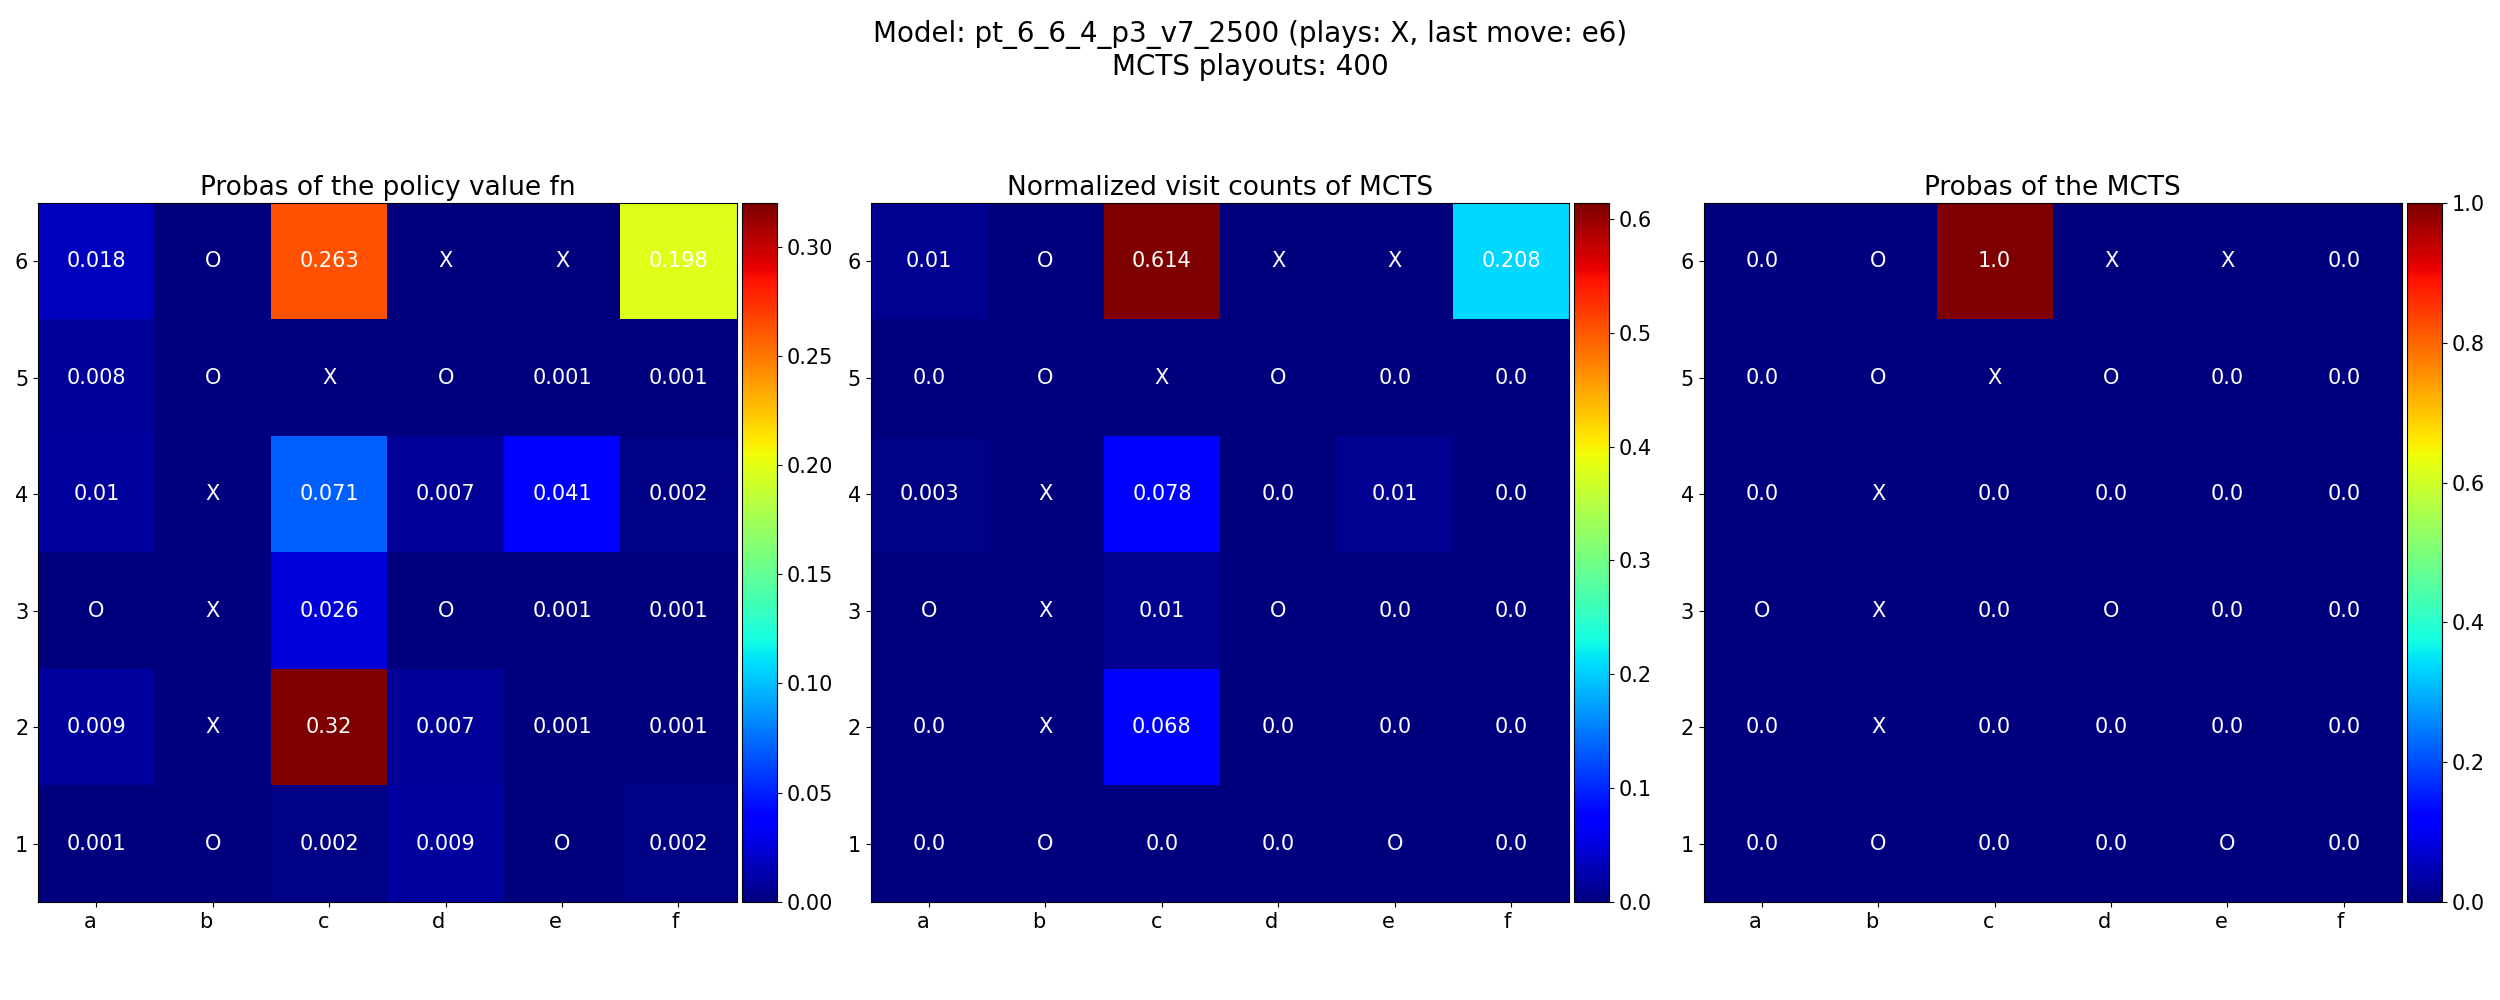 Model: pt_6_6_4_p3_v7_2500 (plays: X, last move: e6)
MCTS playouts: 400
Probas of the policy value fn
6 0.018 O 0.263 X X 0.198
5 0.008 O X O 0.001 0.001
4 0.01 X 0.071 0.007 0.041 0.002
3 O X 0.026 O 0.001 0.001
2 0.009 X 0.32 0.007 0.001 0.001
1 0.001 O 0.002 0.009 O 0.002
a b c d e f
0.30
0.25
0.20
0.15
0.10
0.05
0.00
Normalized visit counts of MCTS
6 0.01 O 0.614 X X 0.208
5 0.0 O X O 0.0 0.0
4 0.003 X 0.078 0.0 0.01 0.0
3 O X 0.01 O 0.0 0.0
2 0.0 X 0.068 0.0 0.0 0.0
1 0.0 O 0.0 0.0 O 0.0
a b c d e f
0.6
0.5
0.4
0.3
0.2
0.1
0.0
Probas of the MCTS
6 0.0 O 1.0 X X 0.0
5 0.0 O X O 0.0 0.0
4 0.0 X 0.0 0.0 0.0 0.0
3 O X 0.0 O 0.0 0.0
2 0.0 X 0.0 0.0 0.0 0.0
1 0.0 O 0.0 0.0 O 0.0
a b c d e f
1.0
0.8
0.6
0.4
0.2
0.0